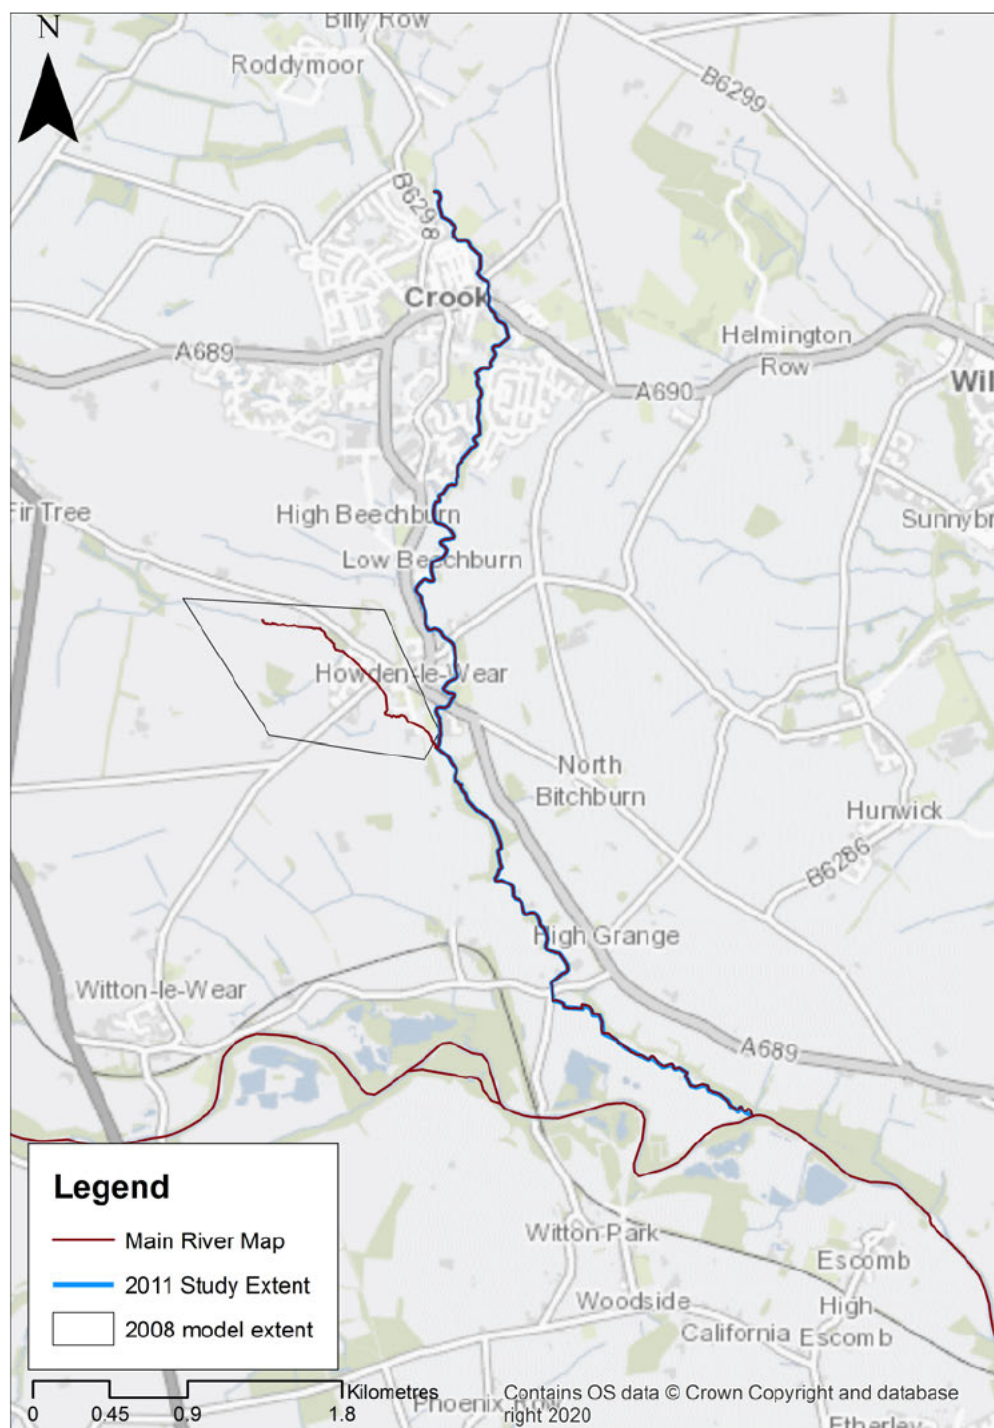 N
Billy Row
Roddymoor
B6299
B6298
Crook
Helmington
Row
A689
A690
Wil
Fir Tree
High Beechburn
Sunnybr
Low Beechburn
Howden-le-Wear
North
Bitchburn
Hunwick
B6286
High Grange
Witton-le-Wear
A689
Legend
Main River Map
2011 Study Extent
2008 model extent
Witton Park
Escomb
Woodside
High
California
Escomb
Kilometres
0 0.45 0.9 1.8
Phoenix Row
Contains OS data © Crown Copyright and database
right 2020
Etherley